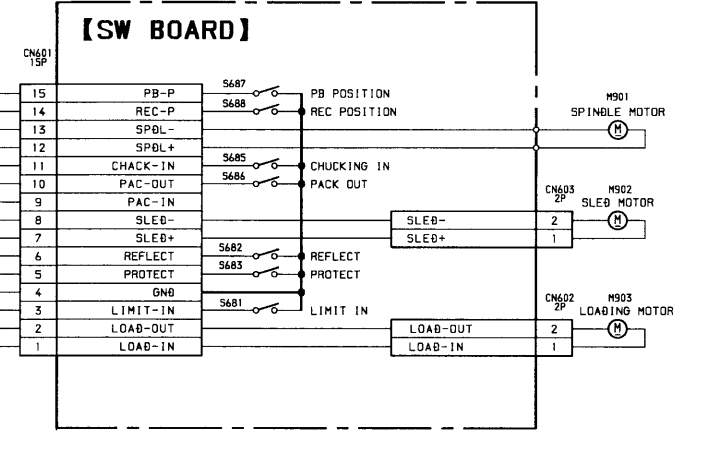 【SW BOARD】
CN601
15P
15 PB-P S687 PB POSITION
14 REC-P S688 REC POSITION
13 SPDL-
12 SPDL+
11 CHACK-IN S685 CHUCKING IN
10 PAC-OUT S686 PACK OUT
9 PAC-IN
8 SLED- SLED- 2
7 SLED+ SLED+ 1
6 REFLECT S682 REFLECT
5 PROTECT S683 PROTECT
4 GND
3 LIMIT-IN S681 LIMIT IN
2 LOAD-OUT LOAD-OUT 2
1 LOAD-IN LOAD-IN 1
M901
SPINDLE MOTOR
M
CN603
2P
M902
SLED MOTOR
M
CN602
2P
M903
LOADING MOTOR
M